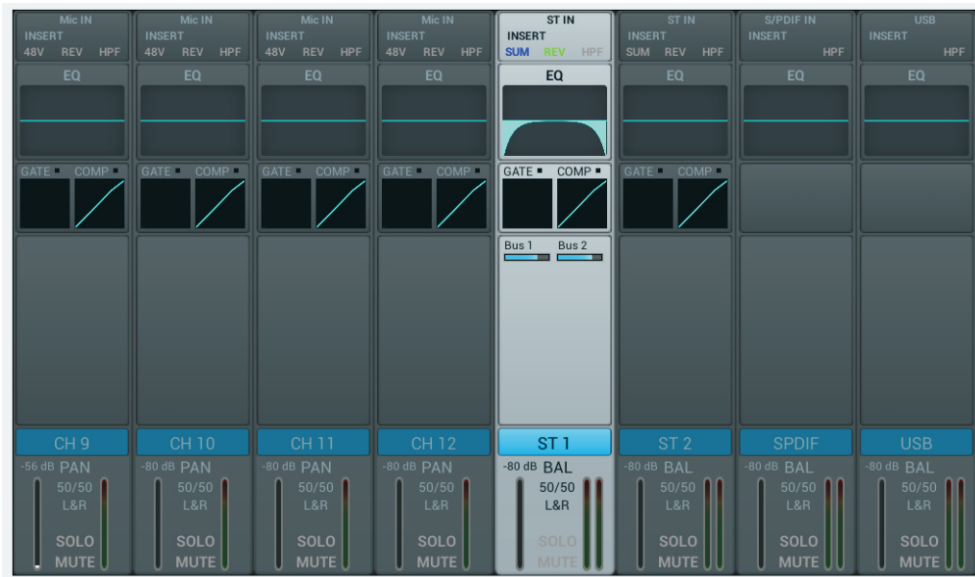 Mic IN Mic IN Mic IN Mic IN ST IN ST IN S/PDIF IN USB
INSERT INSERT INSERT INSERT INSERT INSERT INSERT INSERT
48V REV HPF 48V REV HPF 48V REV HPF 48V REV HPF SUM REV HPF SUM REV HPF HPF HPF
EQ EQ EQ EQ EQ EQ EQ EQ
GATE COMP GATE COMP GATE COMP GATE COMP GATE COMP GATE COMP
Bus 1 Bus 2
CH 9 CH 10 CH 11 CH 12 ST 1 ST 2 SPDIF USB
-56 dB PAN -80 dB PAN -80 dB PAN -80 dB PAN -80 dB BAL -80 dB BAL -80 dB BAL -80 dB BAL
50/50 50/50 50/50 50/50 50/50 50/50 50/50 50/50
L&R L&R L&R L&R L&R L&R L&R L&R
SOLO SOLO SOLO SOLO SOLO SOLO SOLO SOLO
MUTE MUTE MUTE MUTE MUTE MUTE MUTE MUTE